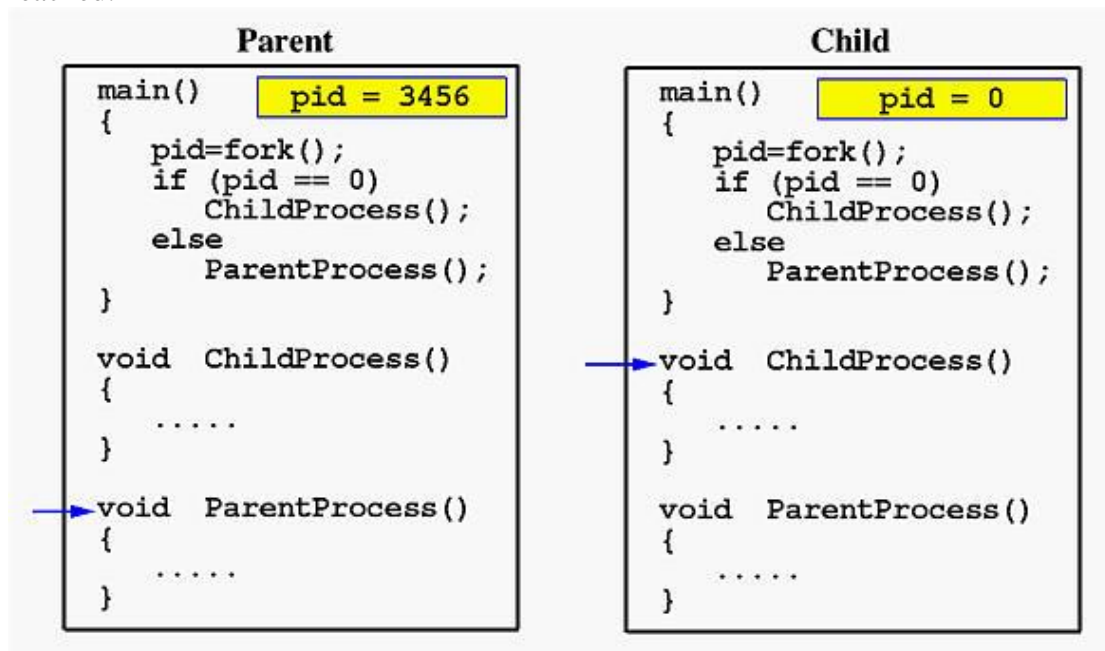 Parent
main()
pid = 3456
{
pid=fork();
if (pid == 0)
ChildProcess();
else
ParentProcess();
}
void ChildProcess()
{
.....
}
void ParentProcess()
{
.....
}
Child
main()
pid = 0
{
pid=fork();
if (pid == 0)
ChildProcess();
else
ParentProcess();
}
void ChildProcess()
{
.....
}
void ParentProcess()
{
.....
}